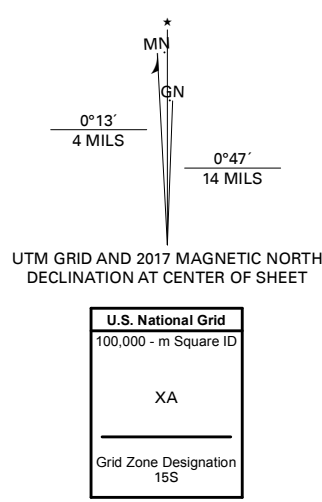 ★
MN
GN
0°13´
4 MILS
0°47´
14 MILS
UTM GRID AND 2017 MAGNETIC NORTH
DECLINATION AT CENTER OF SHEET
U.S. National Grid
100,000 - m Square ID
XA
Grid Zone Designation
15S